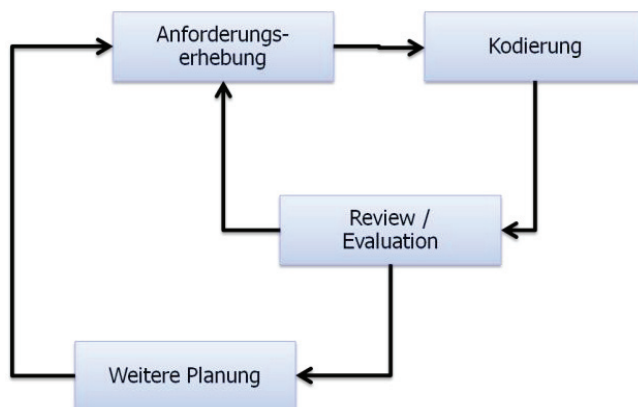 Anforderungs-
erhebung
Kodierung
Review /
Evaluation
Weitere Planung